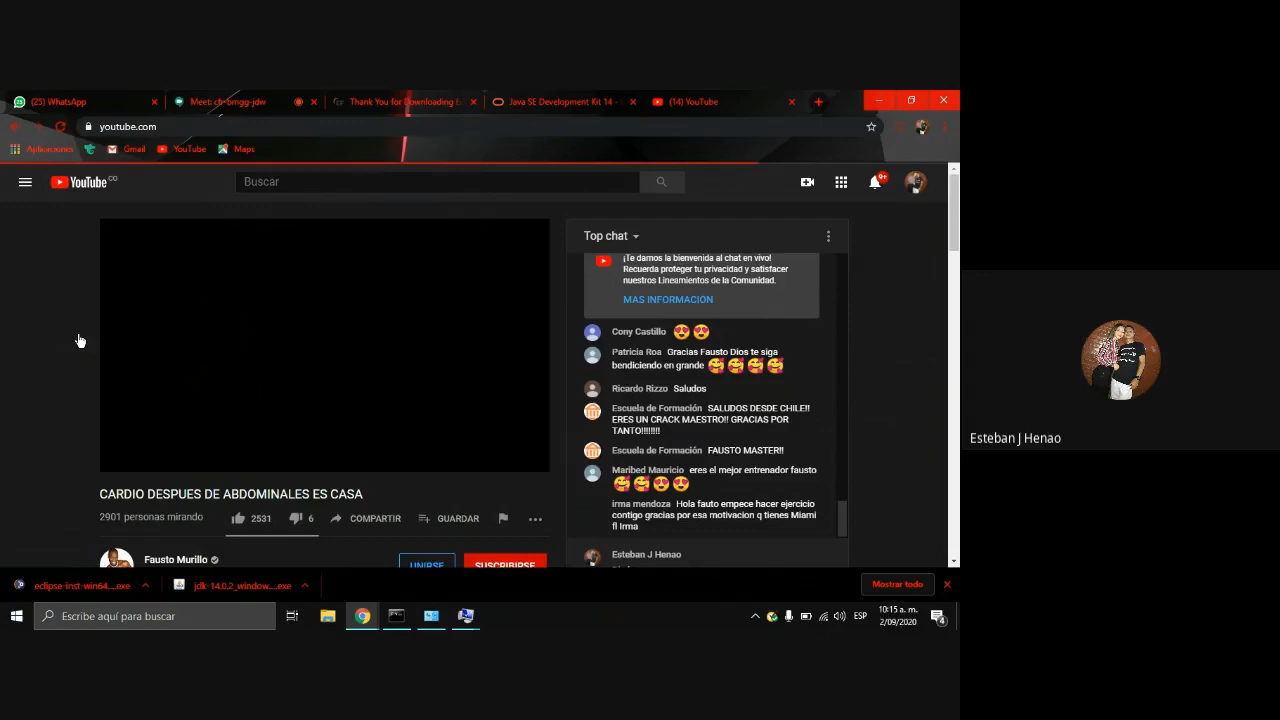 (25) WhatsApp
Meet: cfr-bmgg-jdw
Thank You for Downloading E
Java SE Development Kit 14 -
(14) YouTube
youtube.com
Aplicaciones
Gmail
YouTube
Maps
YouTube CO
Buscar
9+
Top chat
¡Te damos la bienvenida al chat en vivo!
Recuerda proteger tu privacidad y satisfacer
nuestros Lineamientos de la Comunidad.
MÁS INFORMACIÓN
Cony Castillo
Patricia Roa Gracias Fausto Dios te siga
bendiciendo en grande
Ricardo Rizzo Saludos
Escuela de Formación SALUDOS DESDE CHILE!!
ERES UN CRACK MAESTRO!! GRACIAS POR
TANTO!!!!!!!!
Escuela de Formación FAUSTO MASTER!!
Maribed Mauricio eres el mejor entrenador fausto
irma mendoza Hola fauto empece hacer ejercicio
contigo gracias por esa motivacion q tienes Miami
fl Irma
Esteban J Henao
CARDIO DESPUES DE ABDOMINALES ES CASA
2901 personas mirando
2531
6
COMPARTIR
GUARDAR
Fausto Murillo
UNIRSE
SUSCRIBIRSE
eclipse-inst-win64....exe
jdk-14.0.2_window....exe
Mostrar todo
Escribe aquí para buscar
ESP
10:15 a. m.
2/09/2020
4
Esteban J Henao